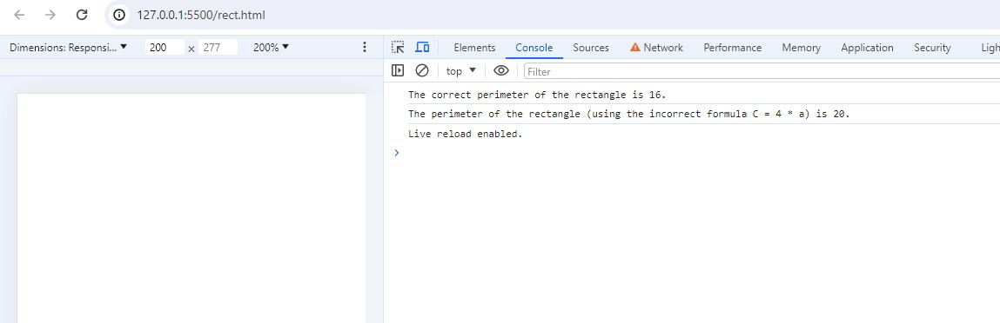 127.0.0.1:5500/rect.html
Dimensions: Responsi... 200 x 277 200%
Elements Console Sources Network Performance Memory Application Security Ligh
top Filter
The correct perimeter of the rectangle is 16.
The perimeter of the rectangle (using the incorrect formula C = 4 * a) is 20.
Live reload enabled.